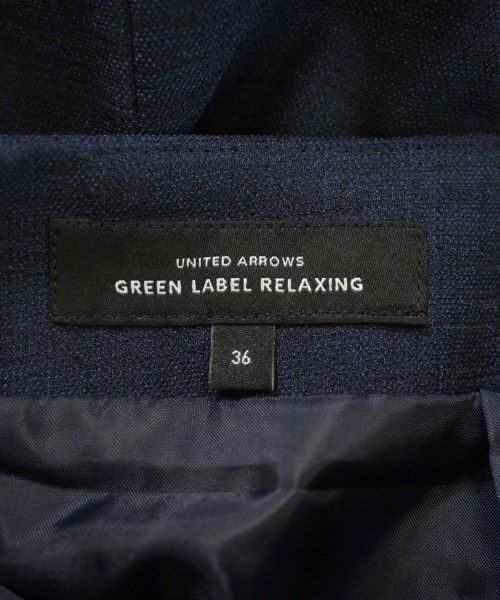 UNITED ARROWS
GREEN LABEL RELAXING
36